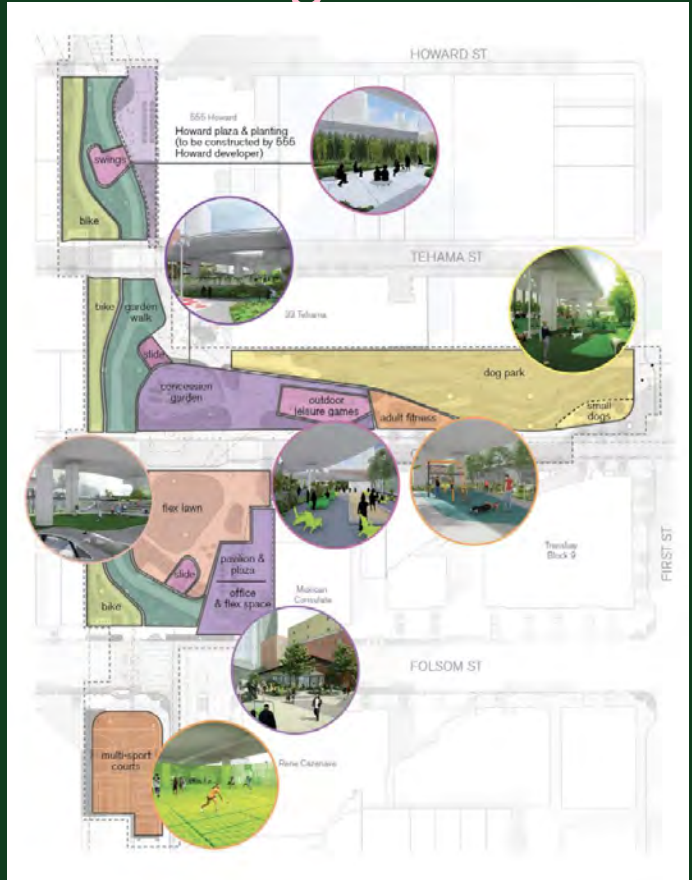 HOWARD ST
555 Howard
Howard plaza & planting
(to be constructed by 555
Howard developer)
swings
bike
TEHAMA ST
33 Tehama
bike
garden
walk
slide
concession
garden
outdoor
leisure games
adult fitness
dog park
small
dogs
flex lawn
slide
bike
pavilion &
plaza
office
& flex space
Mexican
Consulate
Transbay
Block 9
FIRST ST
FOLSOM ST
multi-sport
courts
Rene Cazenave